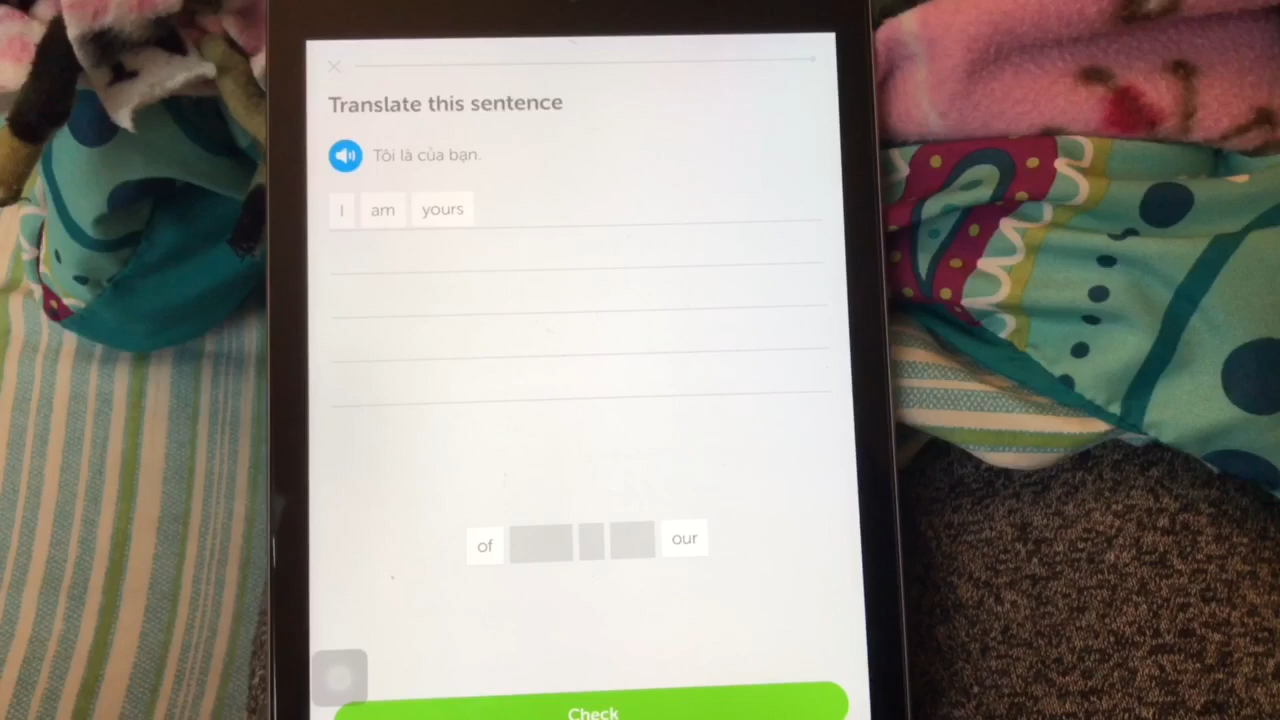 Translate this sentence
Tôi là của bạn.
I am yours
of our
Check